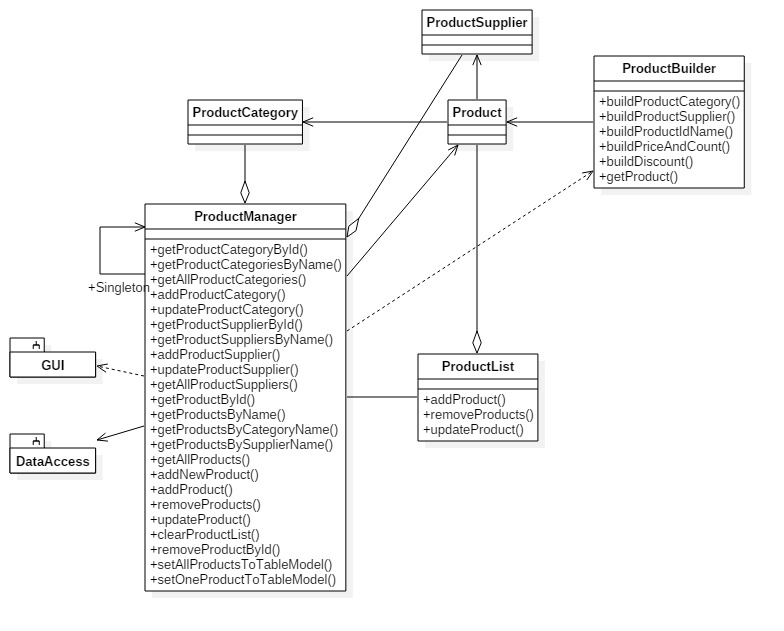 ProductSupplier
ProductBuilder
+buildProductCategory()
+buildProductSupplier()
+buildProductIdName()
+buildPriceAndCount()
+buildDiscount()
+getProduct()
ProductCategory
Product
ProductManager
+getProductCategoryById()
+getProductCategoriesByName()
+getAllProductCategories()
+addProductCategory()
+updateProductCategory()
+getProductSupplierById()
+getProductSuppliersByName()
+addProductSupplier()
+updateProductSupplier()
+getAllProductSuppliers()
+getProductById()
+getProductsByName()
+getProductsByCategoryName()
+getProductsBySupplierName()
+getAllProducts()
+addNewProduct()
+addProduct()
+removeProducts()
+updateProduct()
+clearProductList()
+removeProductById()
+setAllProductsToTableModel()
+setOneProductToTableModel()
+Singleton
GUI
DataAccess
ProductList
+addProduct()
+removeProducts()
+updateProduct()